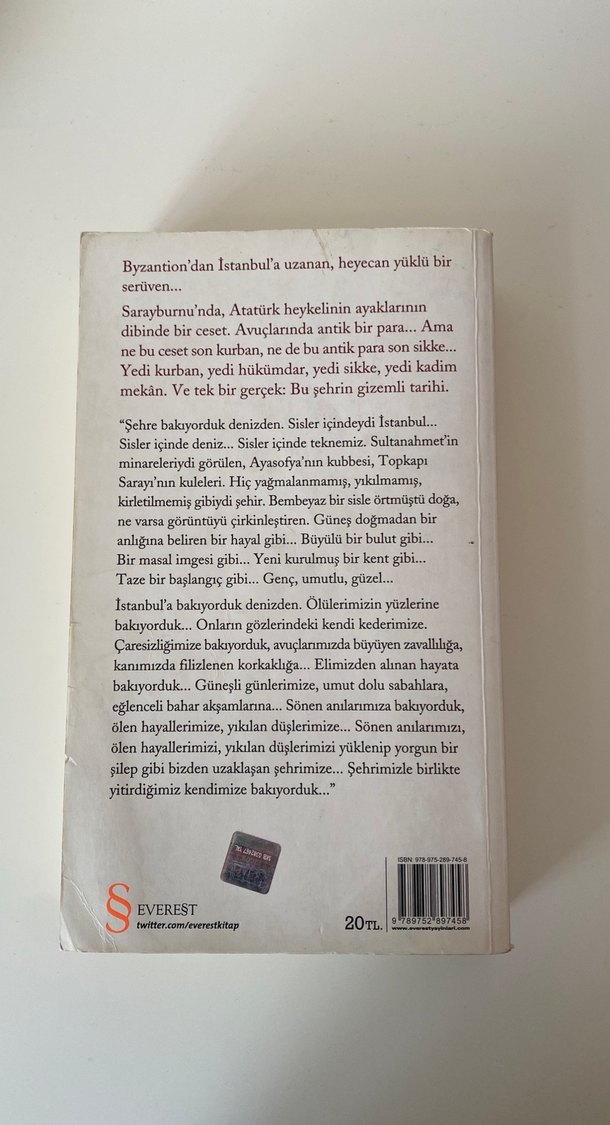 Byzantion'dan İstanbul'a uzanan, heyecan yüklü bir
serüven...
Sarayburnu'nda, Atatürk heykelinin ayaklarının
dibinde bir ceset. Avuçlarında antik bir para... Ama
ne bu ceset son kurban, ne de bu antik para son sikke...
Yedi kurban, yedi hükümdar, yedi sikke, yedi kadim
mekân. Ve tek bir gerçek: Bu şehrin gizemli tarihi.
“Şehre bakıyorduk denizden. Sisler içindeydi İstanbul...
Sisler içinde deniz... Sisler içinde teknemiz. Sultanahmet'in
minareleriydi görülen, Ayasofya'nın kubbesi, Topkapı
Sarayı'nın kuleleri. Hiç yağmalanmamış, yıkılmamış,
kirletilmemiş gibiydi şehir. Bembeyaz bir sisle örtmüştü doğa,
ne varsa görüntüyü çirkinleştiren. Güneş doğmadan bir
anlığına beliren bir hayal gibi... Büyülü bir bulut gibi...
Bir masal imgesi gibi... Yeni kurulmuş bir kent gibi...
Taze bir başlangıç gibi... Genç, umutlu, güzel...
İstanbul'a bakıyorduk denizden. Ölülerimizin yüzlerine
bakıyorduk... Onların gözlerindeki kendi kederimize.
Çaresizliğimize bakıyorduk, avuçlarımızda büyüyen zavallılığa,
kanımızda filizlenen korkaklığa... Elimizden alınan hayata
bakıyorduk... Güneşli günlerimize, umut dolu sabahlara,
eğlenceli bahar akşamlarına... Sönen anılarımıza bakıyorduk,
ölen hayallerimize, yıkılan düşlerimize... Sönen anılarımızı,
ölen hayallerimizi, yıkılan düşlerimizi yüklenip yorgun bir
şilep gibi bizden uzaklaşan şehrimize... Şehrimizle birlikte
yitirdiğimiz kendimize bakıyorduk...”
EVEREST
twitter.com/everestkitap
20TL.
ISBN: 978-975-289-745-8
9 789752 897458
www.everestyayinlari.com